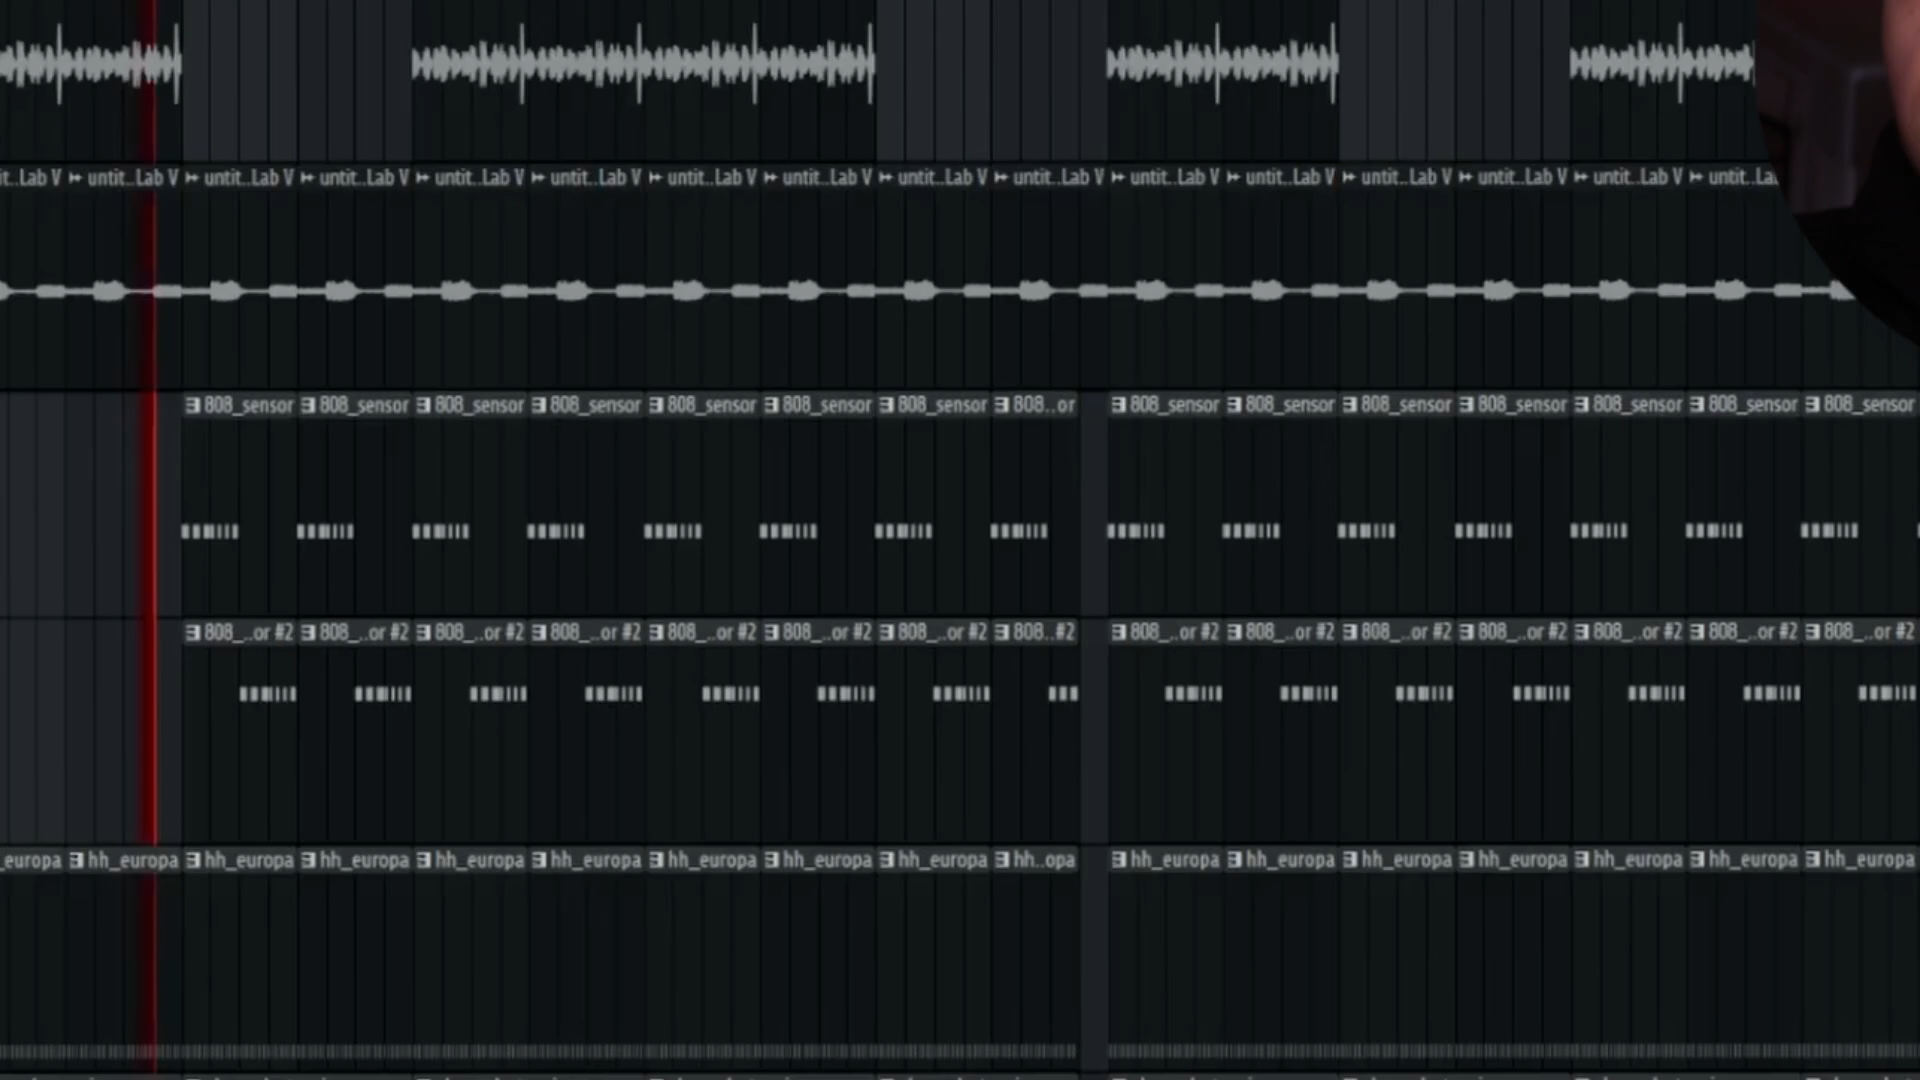 it..Lab V untit..Lab V untit..Lab V untit..Lab V untit..Lab V untit..Lab V untit..Lab V untit..Lab V untit..Lab V untit..Lab V untit..Lab V untit..Lab V untit..Lab V untit..Lab V untit..Lab V untit..La
808_sensor 808_sensor 808_sensor 808_sensor 808_sensor 808_sensor 808_sensor 808..or 808_sensor 808_sensor 808_sensor 808_sensor 808_sensor 808_sensor 808_sensor
808_..or #2 808_..or #2 808_..or #2 808_..or #2 808_..or #2 808_..or #2 808_..or #2 808..#2 808_..or #2 808_..or #2 808_..or #2 808_..or #2 808_..or #2 808_..or #2 808_..or #2
_europa hh_europa hh_europa hh_europa hh_europa hh_europa hh_europa hh_europa hh_europa hh..opa hh_europa hh_europa hh_europa hh_europa hh_europa hh_europa hh_europa